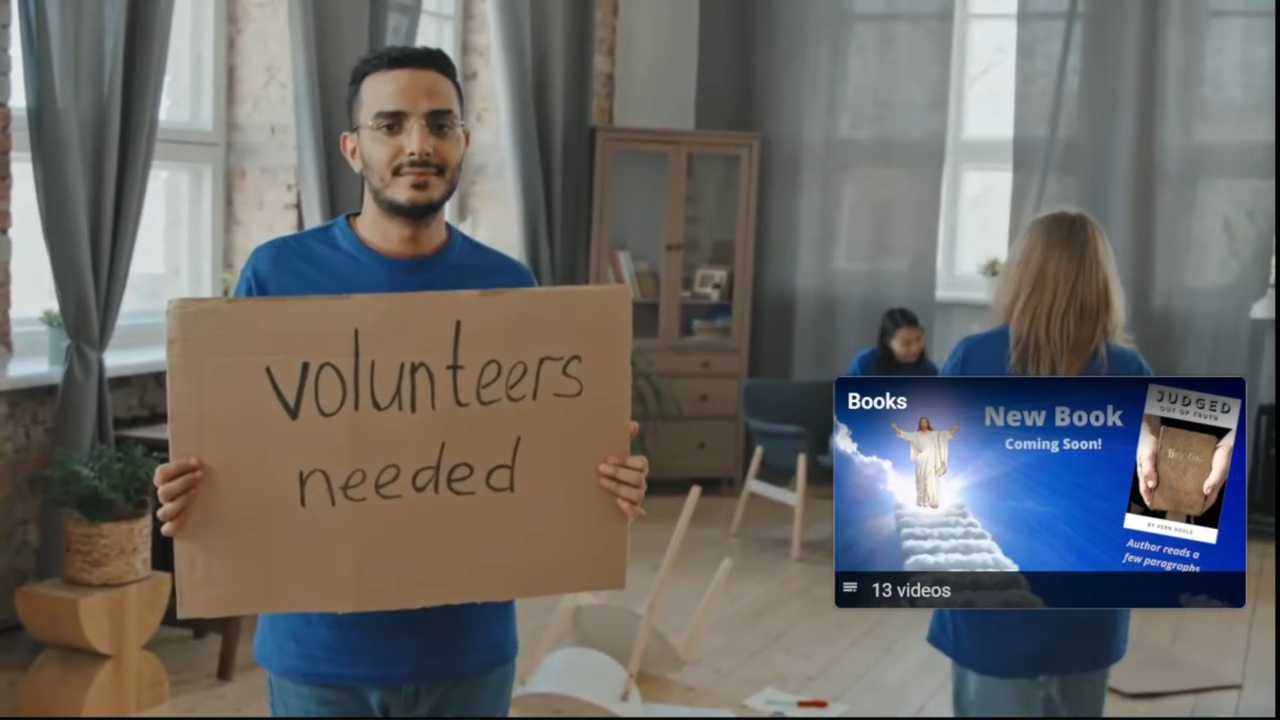 volunteers
needed
Books
New Book
Coming Soon!
JUDGED
OUT OF TRUTH
BY VERN HOULE
Author reads a
few paragraphs
13 videos